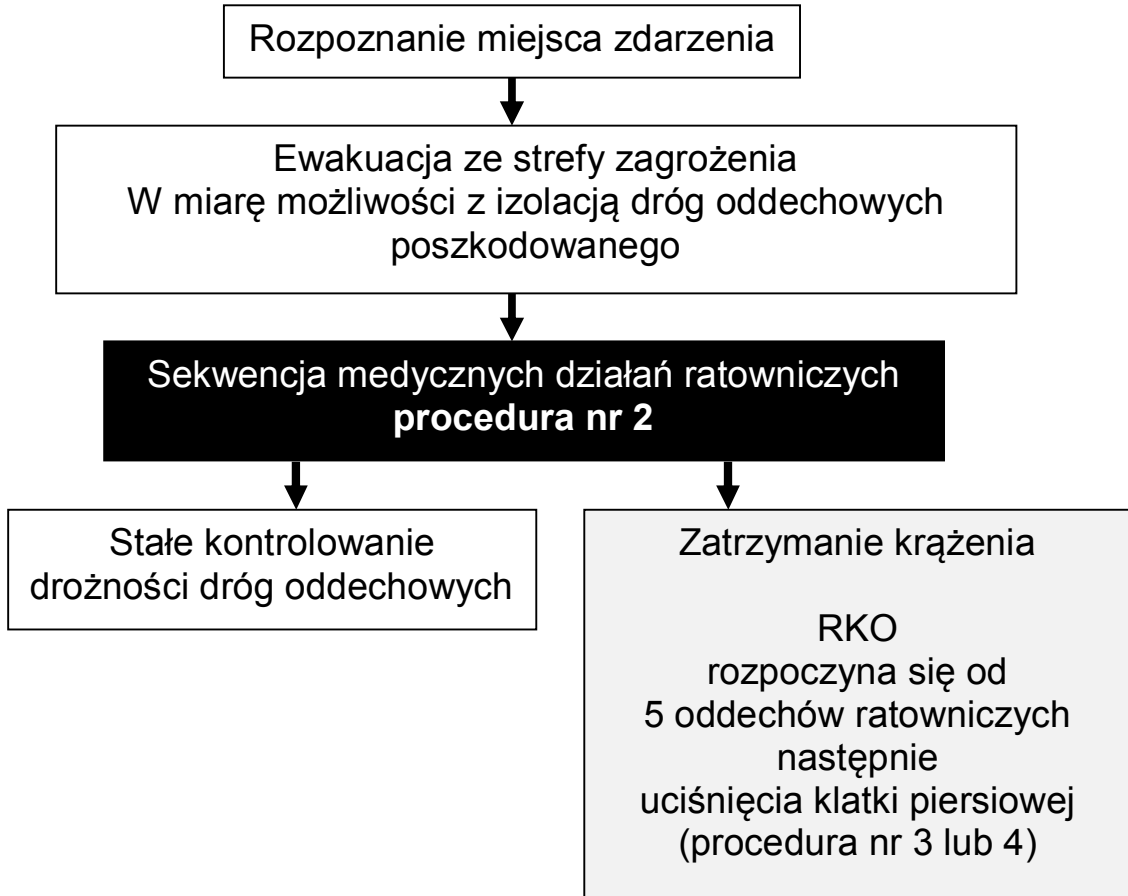 Rozpoznanie miejsca zdarzenia
Ewakuacja ze strefy zagrożenia
W miarę możliwości z izolacją dróg oddechowych
poszkodowanego
Sekwencja medycznych działań ratowniczych
procedura nr 2
Stałe kontrolowanie
drożności dróg oddechowych
Zatrzymanie krążenia
RKO
rozpoczyna się od
5 oddechów ratowniczych
następnie
uciśnięcia klatki piersiowej
(procedura nr 3 lub 4)